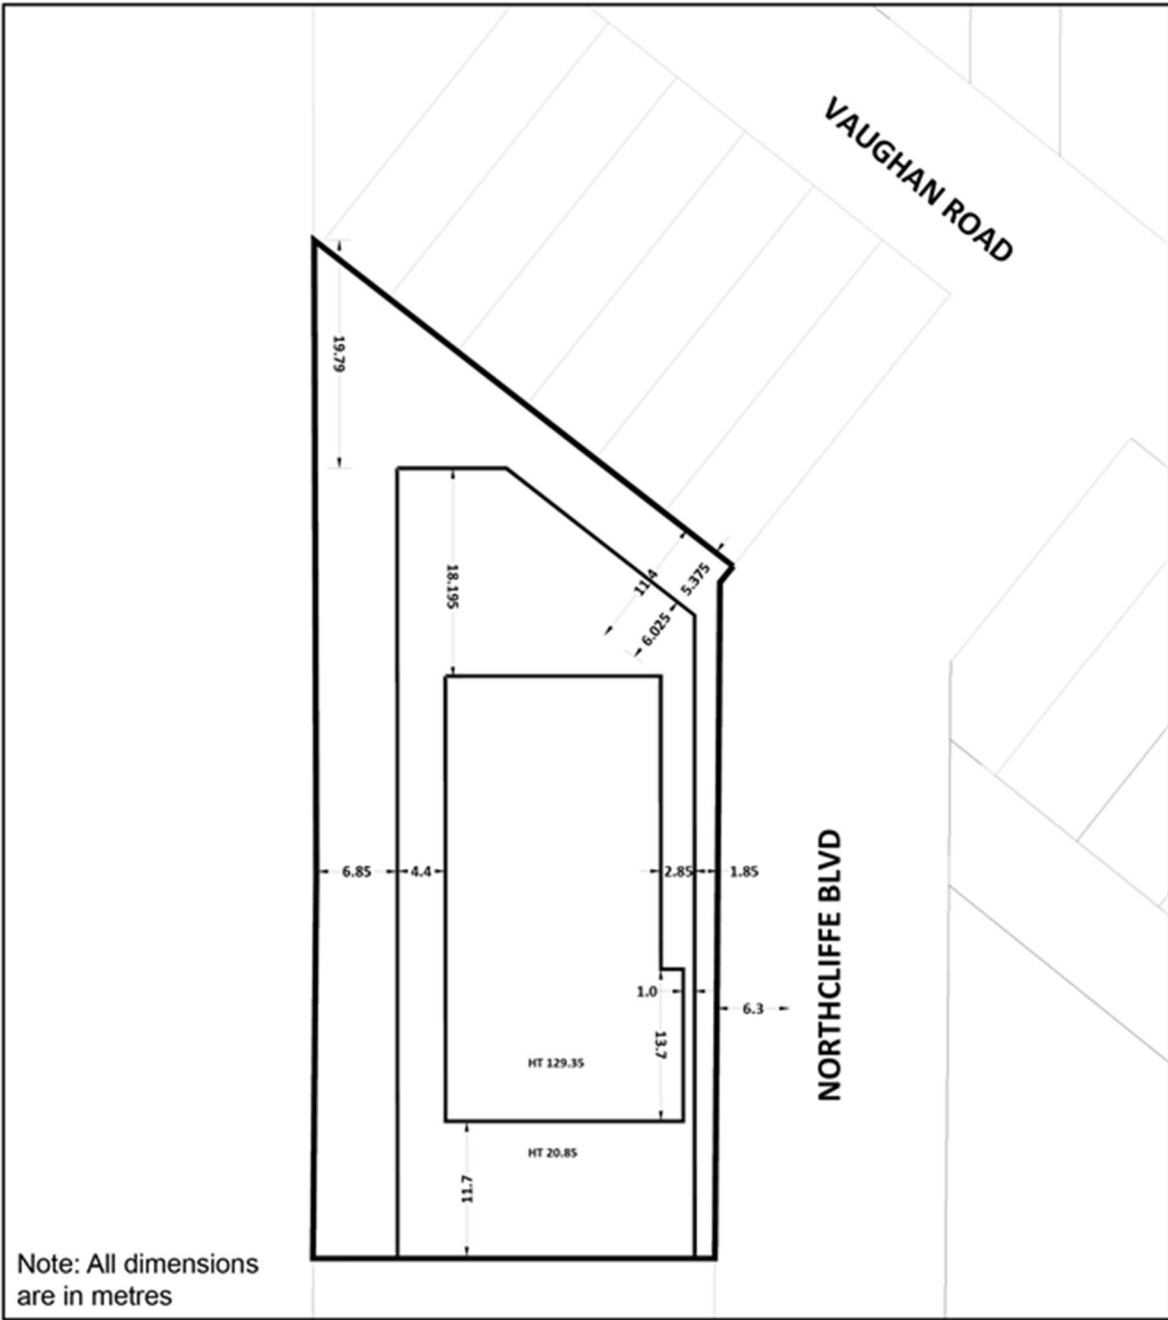 VAUGHAN ROAD
19.79
18.195
11.4
5.375
6.025
6.85
4.4
2.85
1.85
NORTHCLIFFE BLVD
1.0
6.3
13.7
HT 129.35
HT 20.85
11.7
Note: All dimensions
are in metres